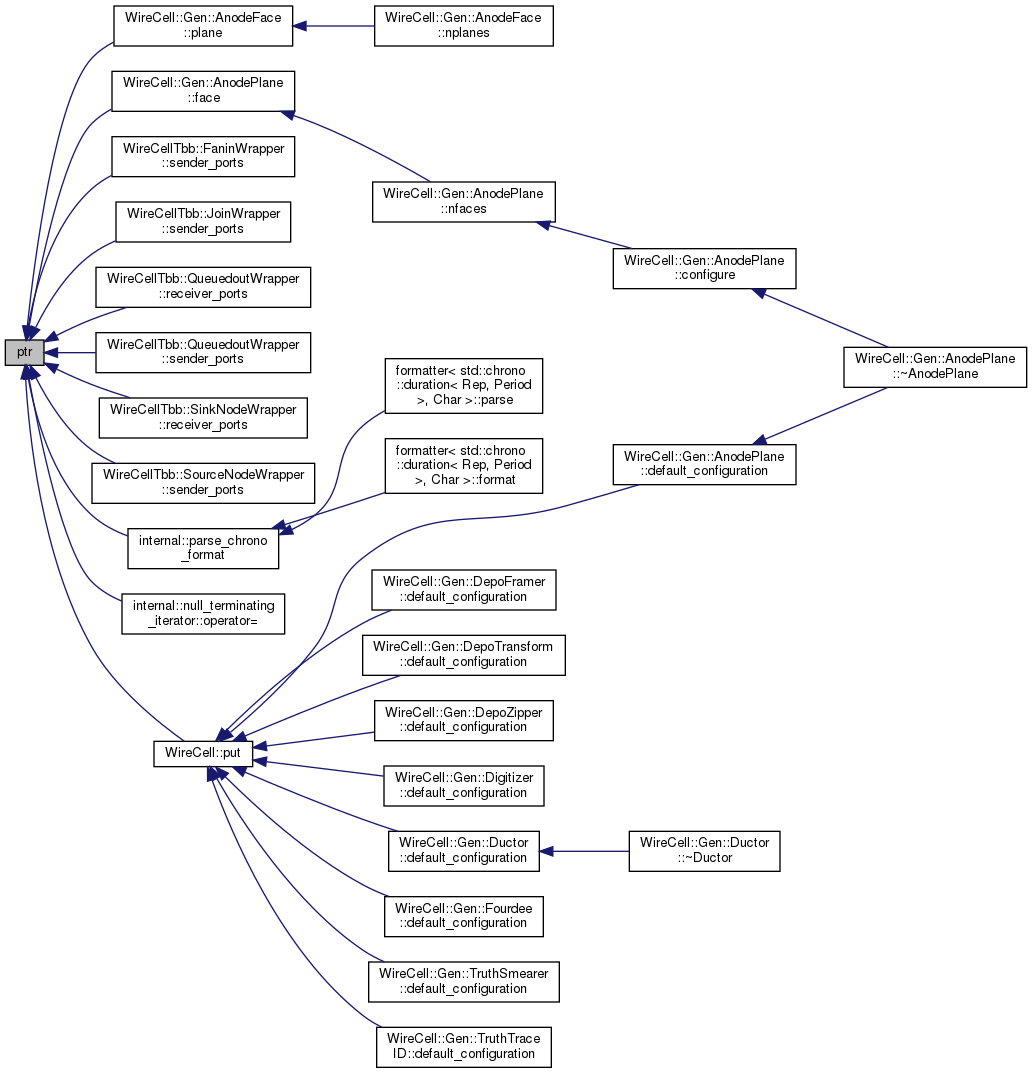 WireCell::Gen::AnodeFace
::plane
WireCell::Gen::AnodeFace
::nplanes
WireCell::Gen::AnodePlane
::face
WireCellTbb::FaninWrapper
::sender_ports
WireCell::Gen::AnodePlane
::nfaces
WireCellTbb::JoinWrapper
::sender_ports
WireCell::Gen::AnodePlane
::configure
WireCellTbb::QueuedoutWrapper
::receiver_ports
ptr
WireCellTbb::QueuedoutWrapper
::sender_ports
WireCell::Gen::AnodePlane
::~AnodePlane
formatter< std::chrono
::duration< Rep, Period
>, Char >::parse
WireCellTbb::SinkNodeWrapper
::receiver_ports
formatter< std::chrono
::duration< Rep, Period
>, Char >::format
WireCell::Gen::AnodePlane
::default_configuration
WireCellTbb::SourceNodeWrapper
::sender_ports
internal::parse_chrono
_format
WireCell::Gen::DepoFramer
::default_configuration
internal::null_terminating
_iterator::operator=
WireCell::Gen::DepoTransform
::default_configuration
WireCell::Gen::DepoZipper
::default_configuration
WireCell::put
WireCell::Gen::Digitizer
::default_configuration
WireCell::Gen::Ductor
::default_configuration
WireCell::Gen::Ductor
::~Ductor
WireCell::Gen::Fourdee
::default_configuration
WireCell::Gen::TruthSmearer
::default_configuration
WireCell::Gen::TruthTrace
ID::default_configuration